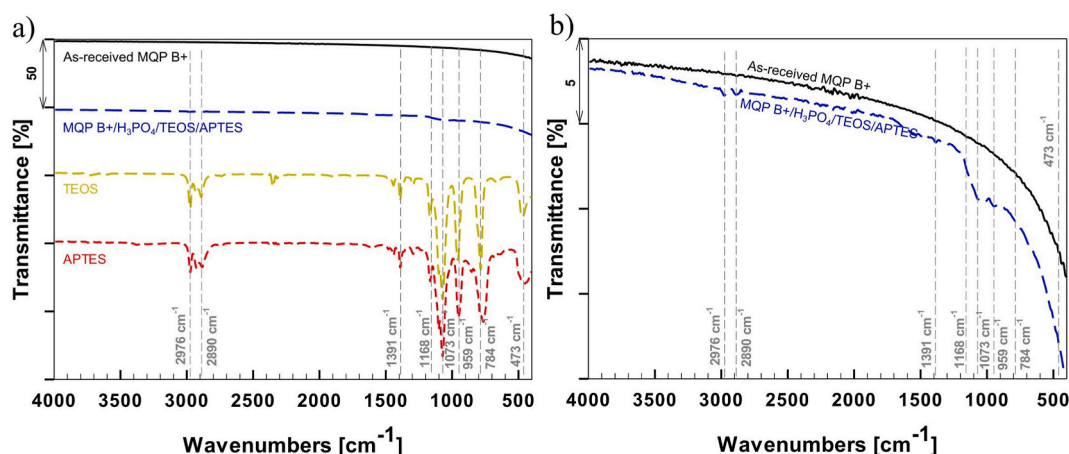 a)
50
Transmittance [%]
As-received MQP B+
MQP B+/H₃PO₄/TEOS/APTES
TEOS
APTES
2976 cm⁻¹
2890 cm⁻¹
1391 cm⁻¹
1168 cm⁻¹
1073 cm⁻¹
959 cm⁻¹
784 cm⁻¹
473 cm⁻¹
4000 3500 3000 2500 2000 1500 1000 500
Wavenumbers [cm⁻¹]
b)
5
Transmittance [%]
As-received MQP B+
MQP B+/H₃PO₄/TEOS/APTES
473 cm⁻¹
2976 cm⁻¹
2890 cm⁻¹
1391 cm⁻¹
1168 cm⁻¹
1073 cm⁻¹
959 cm⁻¹
784 cm⁻¹
4000 3500 3000 2500 2000 1500 1000 500
Wavenumbers [cm⁻¹]